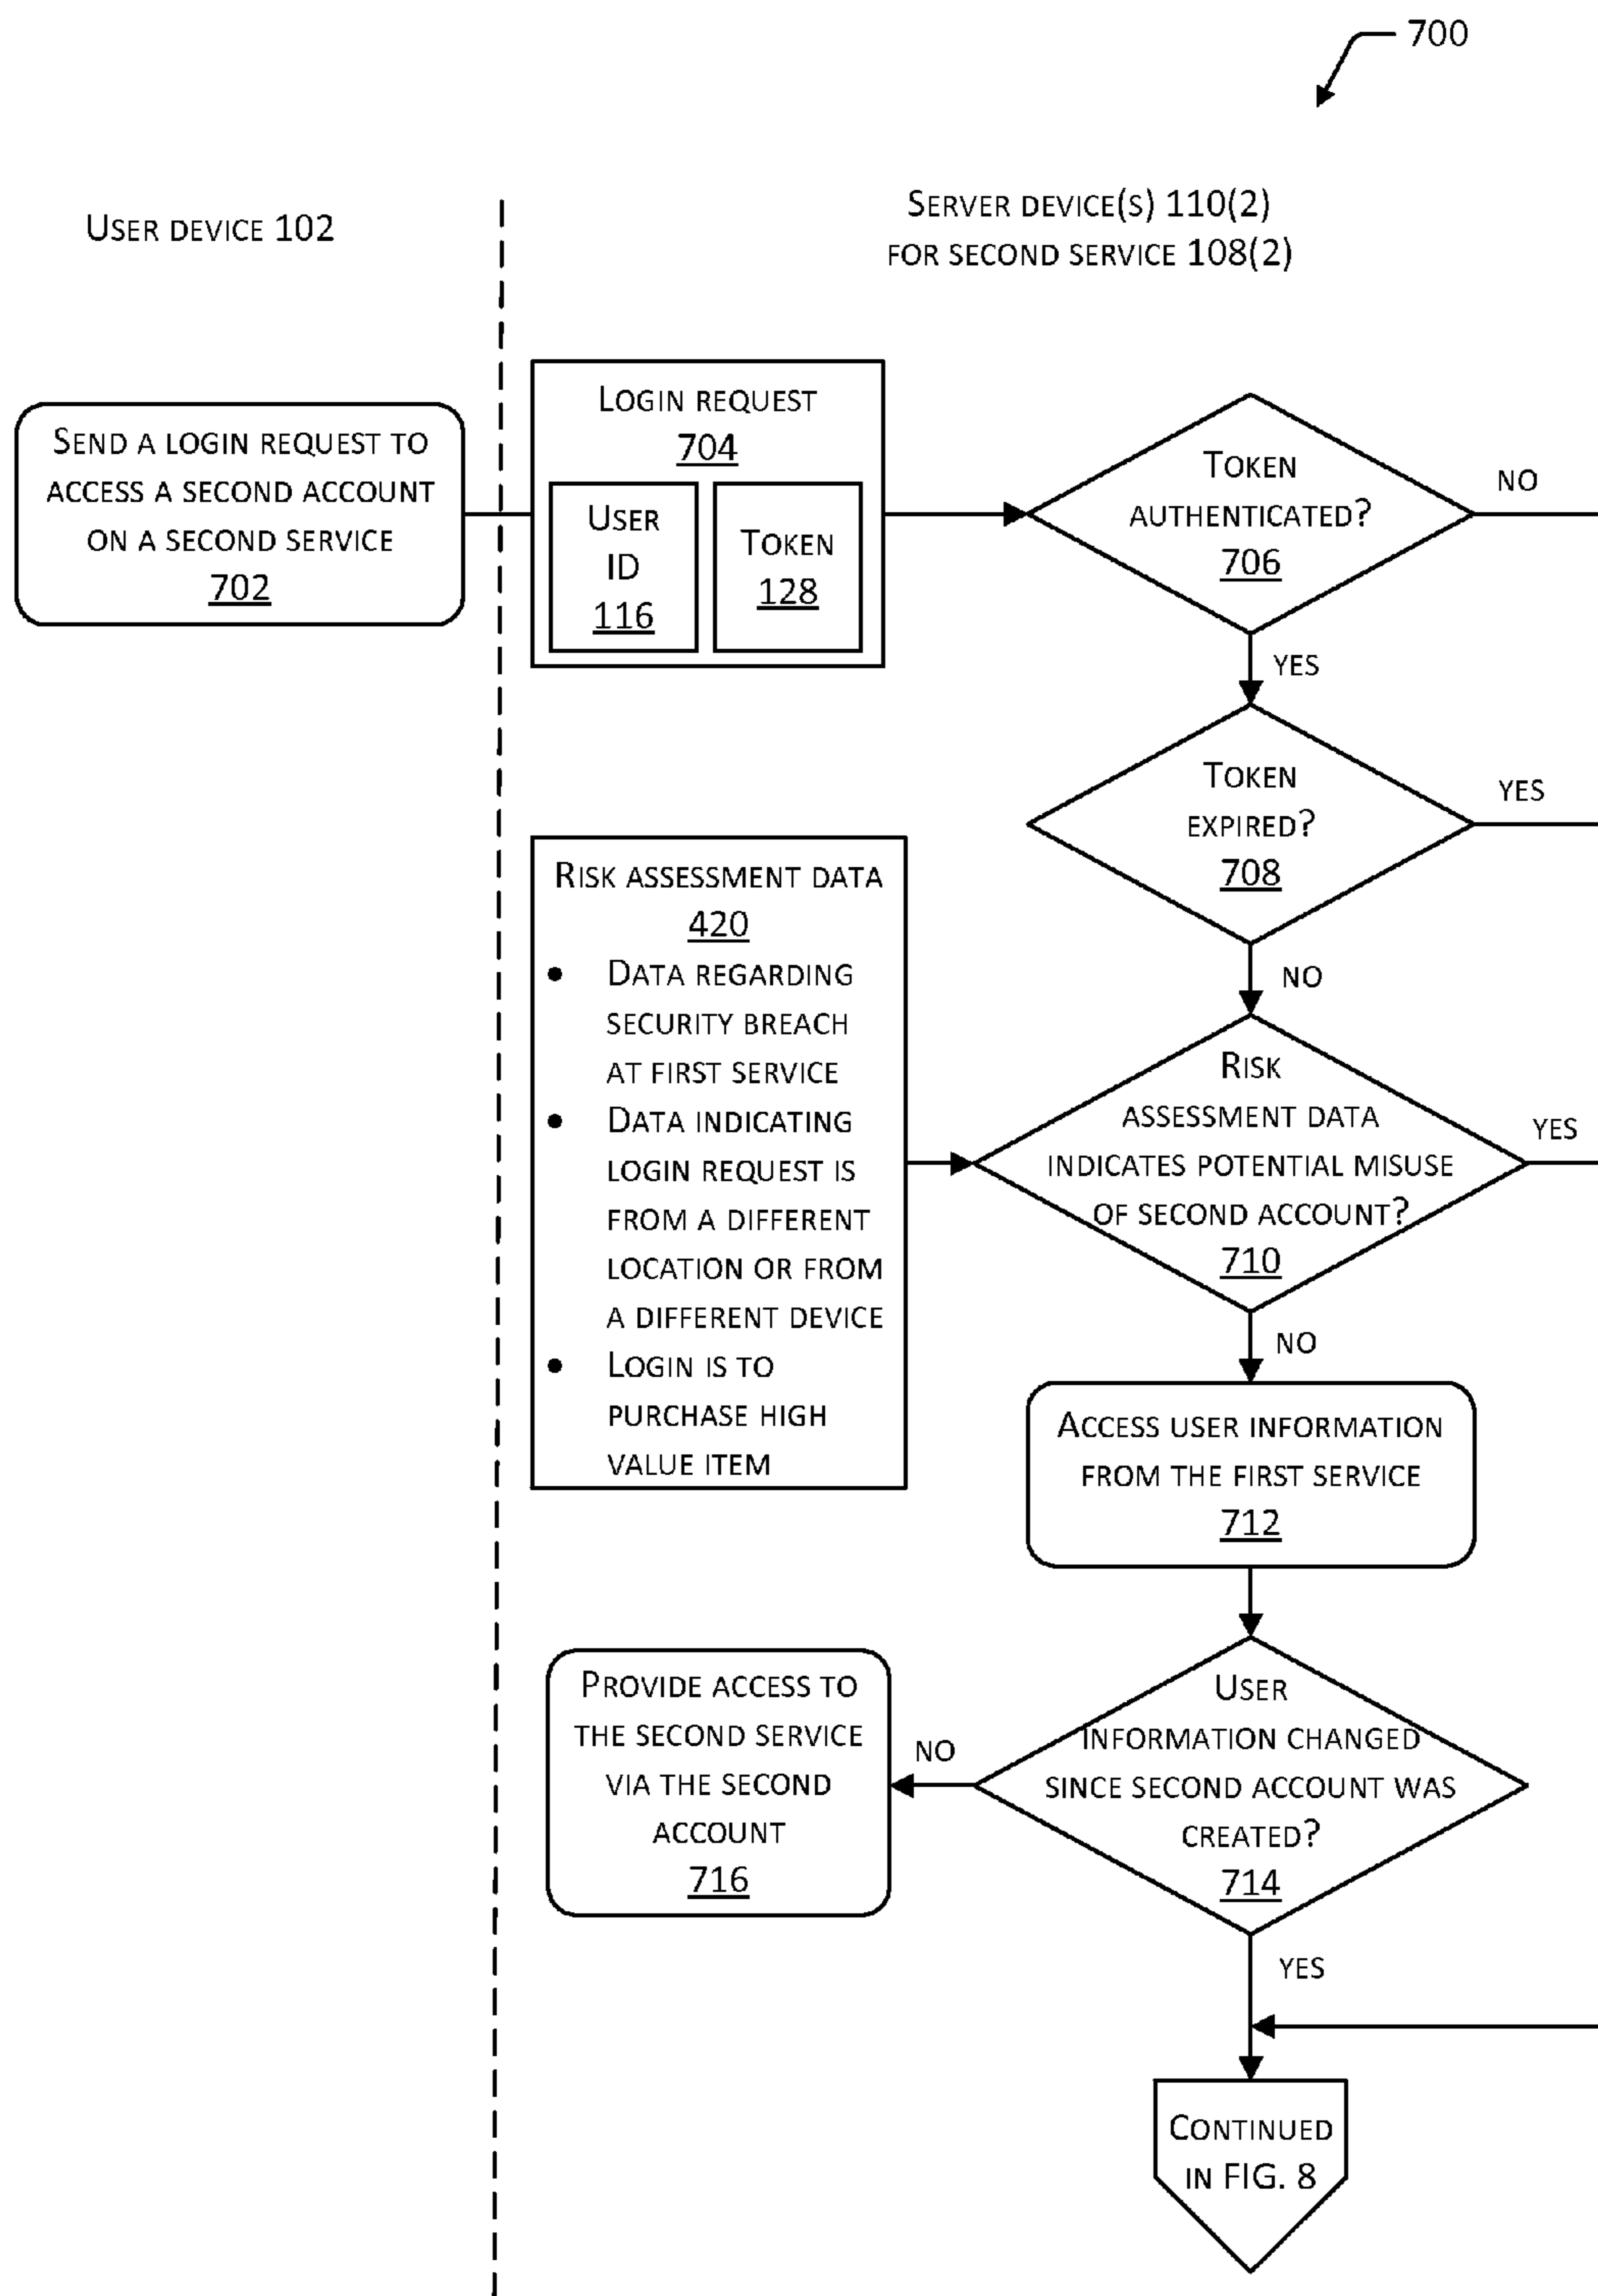 700
USER DEVICE 102
SERVER DEVICE(S) 110(2)
FOR SECOND SERVICE 108(2)
SEND A LOGIN REQUEST TO
ACCESS A SECOND ACCOUNT
ON A SECOND SERVICE
702
LOGIN REQUEST
704
USER
ID
116
TOKEN
128
TOKEN
AUTHENTICATED?
706
NO
YES
TOKEN
EXPIRED?
708
YES
NO
RISK ASSESSMENT DATA
420
• DATA REGARDING
SECURITY BREACH
AT FIRST SERVICE
• DATA INDICATING
LOGIN REQUEST IS
FROM A DIFFERENT
LOCATION OR FROM
A DIFFERENT DEVICE
• LOGIN IS TO
PURCHASE HIGH
VALUE ITEM
RISK
ASSESSMENT DATA
INDICATES POTENTIAL MISUSE
OF SECOND ACCOUNT?
710
YES
NO
ACCESS USER INFORMATION
FROM THE FIRST SERVICE
712
USER
INFORMATION CHANGED
SINCE SECOND ACCOUNT WAS
CREATED?
714
NO
PROVIDE ACCESS TO
THE SECOND SERVICE
VIA THE SECOND
ACCOUNT
716
YES
CONTINUED
IN FIG. 8